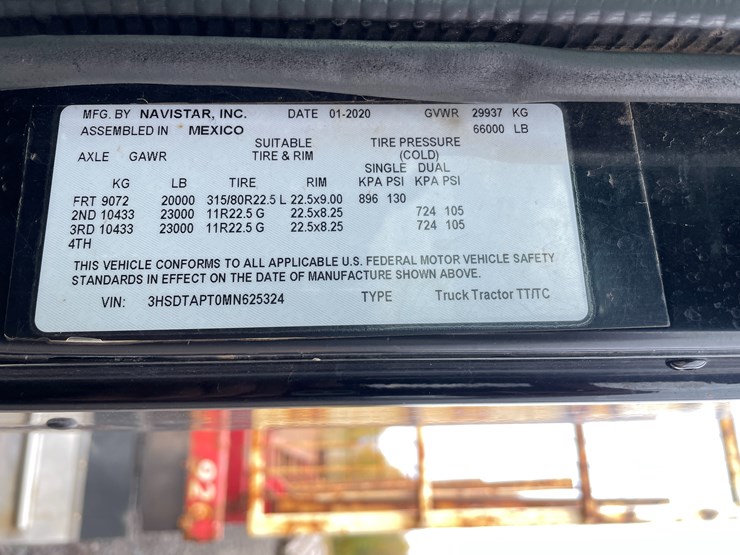 MFG. BY NAVISTAR, INC. DATE 01-2020 GVWR 29937 KG
ASSEMBLED IN MEXICO 66000 LB
SUITABLE TIRE PRESSURE
AXLE GAWR TIRE & RIM (COLD)
SINGLE DUAL
KG LB TIRE RIM KPA PSI KPA PSI
FRT 9072 20000 315/80R22.5 L 22.5x9.00 896 130
2ND 10433 23000 11R22.5 G 22.5x8.25 724 105
3RD 10433 23000 11R22.5 G 22.5x8.25 724 105
4TH
THIS VEHICLE CONFORMS TO ALL APPLICABLE U.S. FEDERAL MOTOR VEHICLE SAFETY
STANDARDS IN EFFECT ON THE DATE OF MANUFACTURE SHOWN ABOVE.
VIN: 3HSDTAPT0MN625324 TYPE Truck Tractor TT/TC